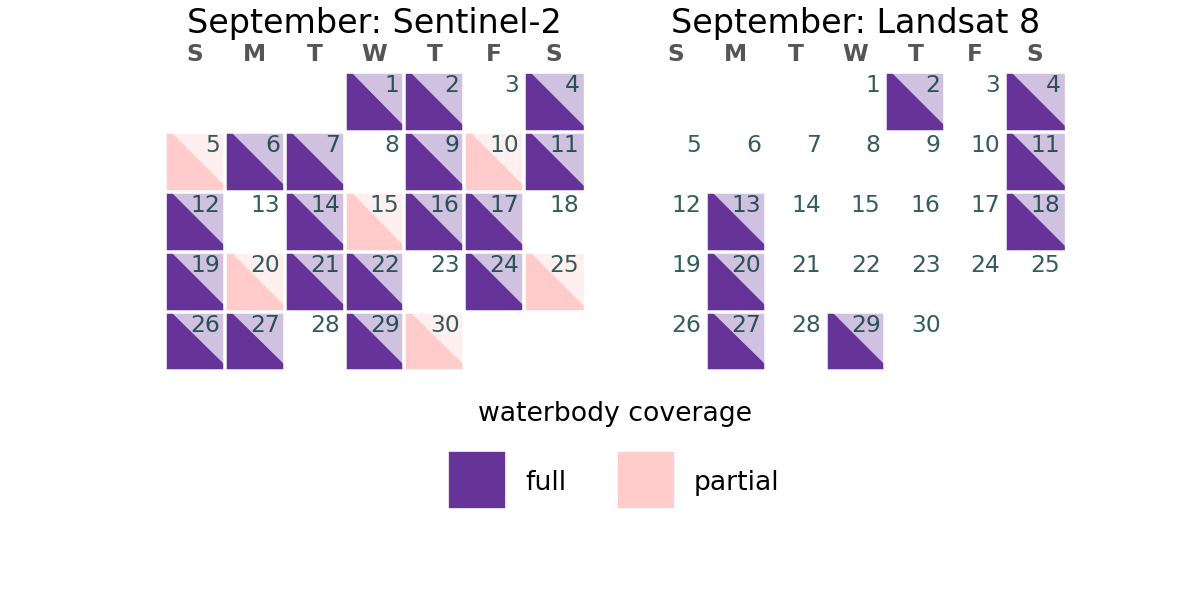 September: Sentinel-2
S M T W T F S
1 2 3 4
5 6 7 8 9 10 11
12 13 14 15 16 17 18
19 20 21 22 23 24 25
26 27 28 29 30
September: Landsat 8
S M T W T F S
1 2 3 4
5 6 7 8 9 10 11
12 13 14 15 16 17 18
19 20 21 22 23 24 25
26 27 28 29 30
waterbody coverage
full partial